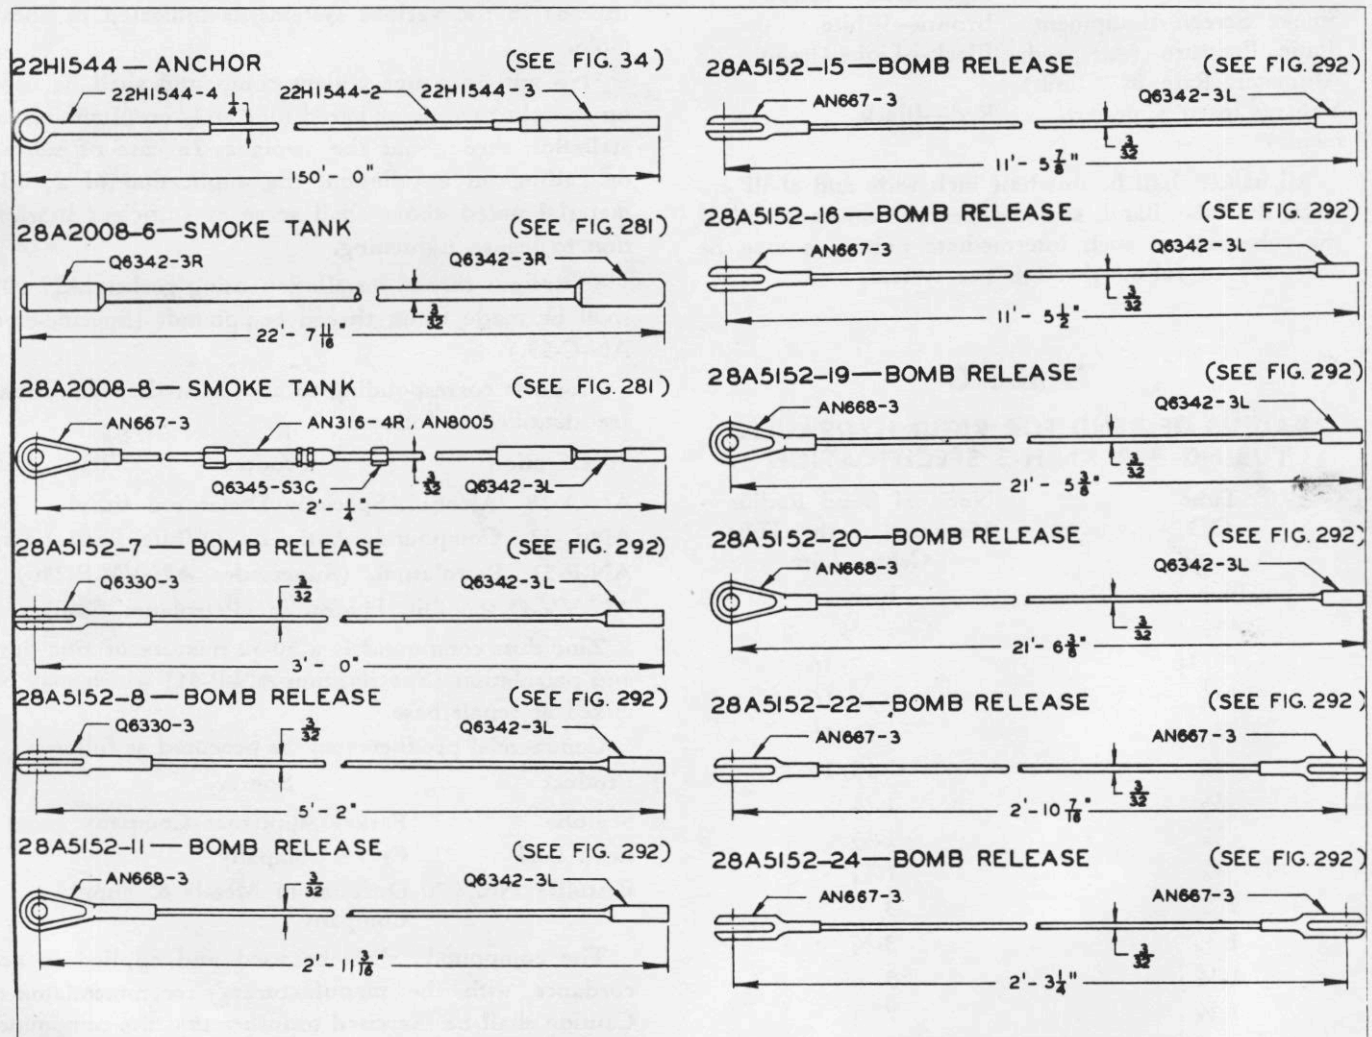 22H1544 — ANCHOR (SEE FIG. 34)
22H1544-4 1/4 22H1544-2 22H1544-3
150'- 0"
28A2008-6 — SMOKE TANK (SEE FIG. 281)
Q6342-3R Q6342-3R
3/32
22'- 7 11/16"
28A2008-8 — SMOKE TANK (SEE FIG. 281)
AN667-3 AN316-4R AN8005
Q6345-S3G 3/32 Q6342-3L
2'- 1/4"
28A5152-7 — BOMB RELEASE (SEE FIG. 292)
Q6330-3 3/32 Q6342-3L
3'- 0"
28A5152-8 — BOMB RELEASE (SEE FIG. 292)
Q6330-3 3/32 Q6342-3L
5'- 2"
28A5152-11 — BOMB RELEASE (SEE FIG. 292)
AN668-3 3/32 Q6342-3L
2'- 11 3/16"
28A5152-15 — BOMB RELEASE (SEE FIG. 292)
AN667-3 Q6342-3L
3/32
11'- 5 7/8"
28A5152-16 — BOMB RELEASE (SEE FIG. 292)
AN667-3 Q6342-3L
3/32
11'- 5 1/2"
28A5152-19 — BOMB RELEASE (SEE FIG. 292)
AN668-3 Q6342-3L
3/32
21'- 5 3/8"
28A5152-20 — BOMB RELEASE (SEE FIG. 292)
AN668-3 Q6342-3L
3/32
21'- 6 3/8"
28A5152-22 — BOMB RELEASE (SEE FIG. 292)
AN667-3 AN667-3
3/32
2'- 10 7/16"
28A5152-24 — BOMB RELEASE (SEE FIG. 292)
AN667-3 AN667-3
3/32
2'- 3 1/4"